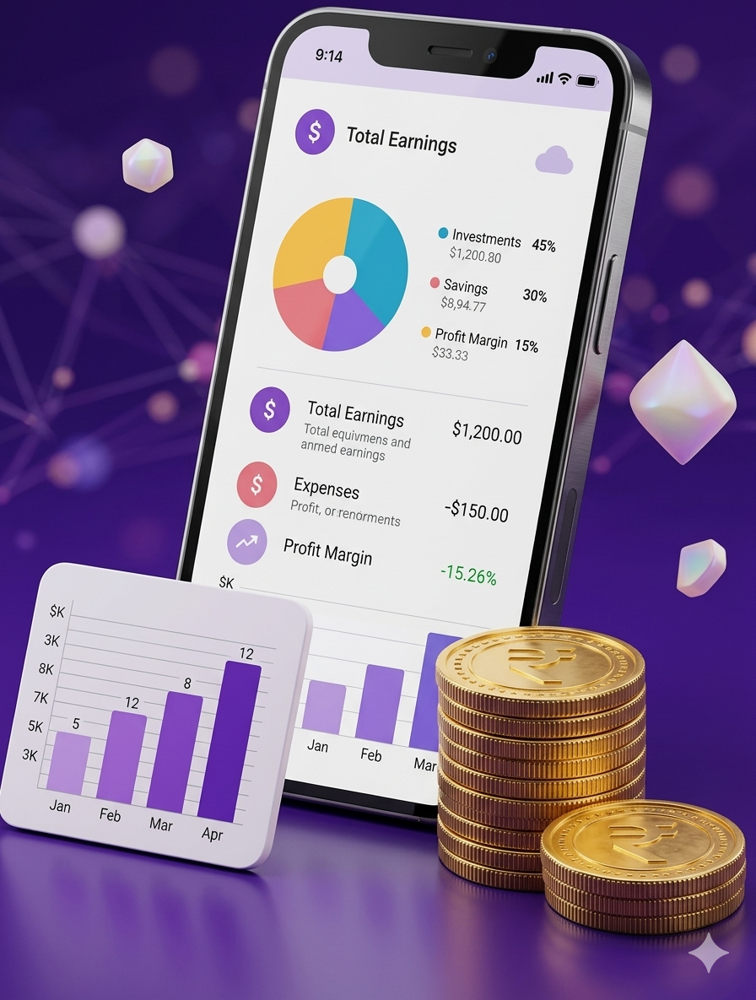 9:14
$ Total Earnings
Investments 45%
$1,200.80
Savings 30%
$8,94.77
Profit Margin 15%
$33.33
$ Total Earnings $1,200.00
Total equivmens and
anmed earnings
$ Expenses -$150.00
Profit, or renorments
Profit Margin -15.26%
$K
Jan Feb Mar
$K
3K
8K
7K
5K
3K
5 12 8 12
Jan Feb Mar Apr